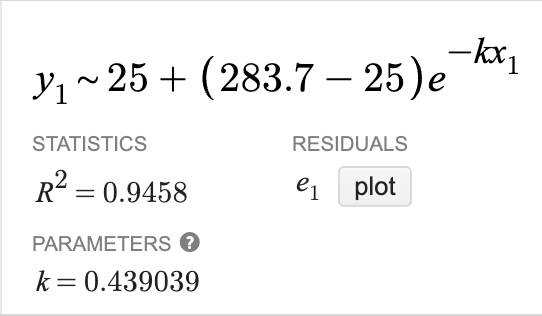 y₁ ~ 25 + (283.7 − 25)e^(−kx₁)
STATISTICS
RESIDUALS
R² = 0.9458
e₁ plot
PARAMETERS ?
k = 0.439039